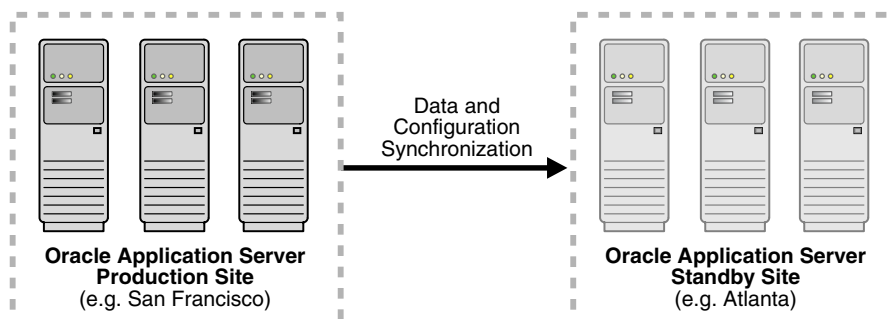 Data and
Configuration
Synchronization
Oracle Application Server
Production Site
(e.g. San Francisco)
Oracle Application Server
Standby Site
(e.g. Atlanta)